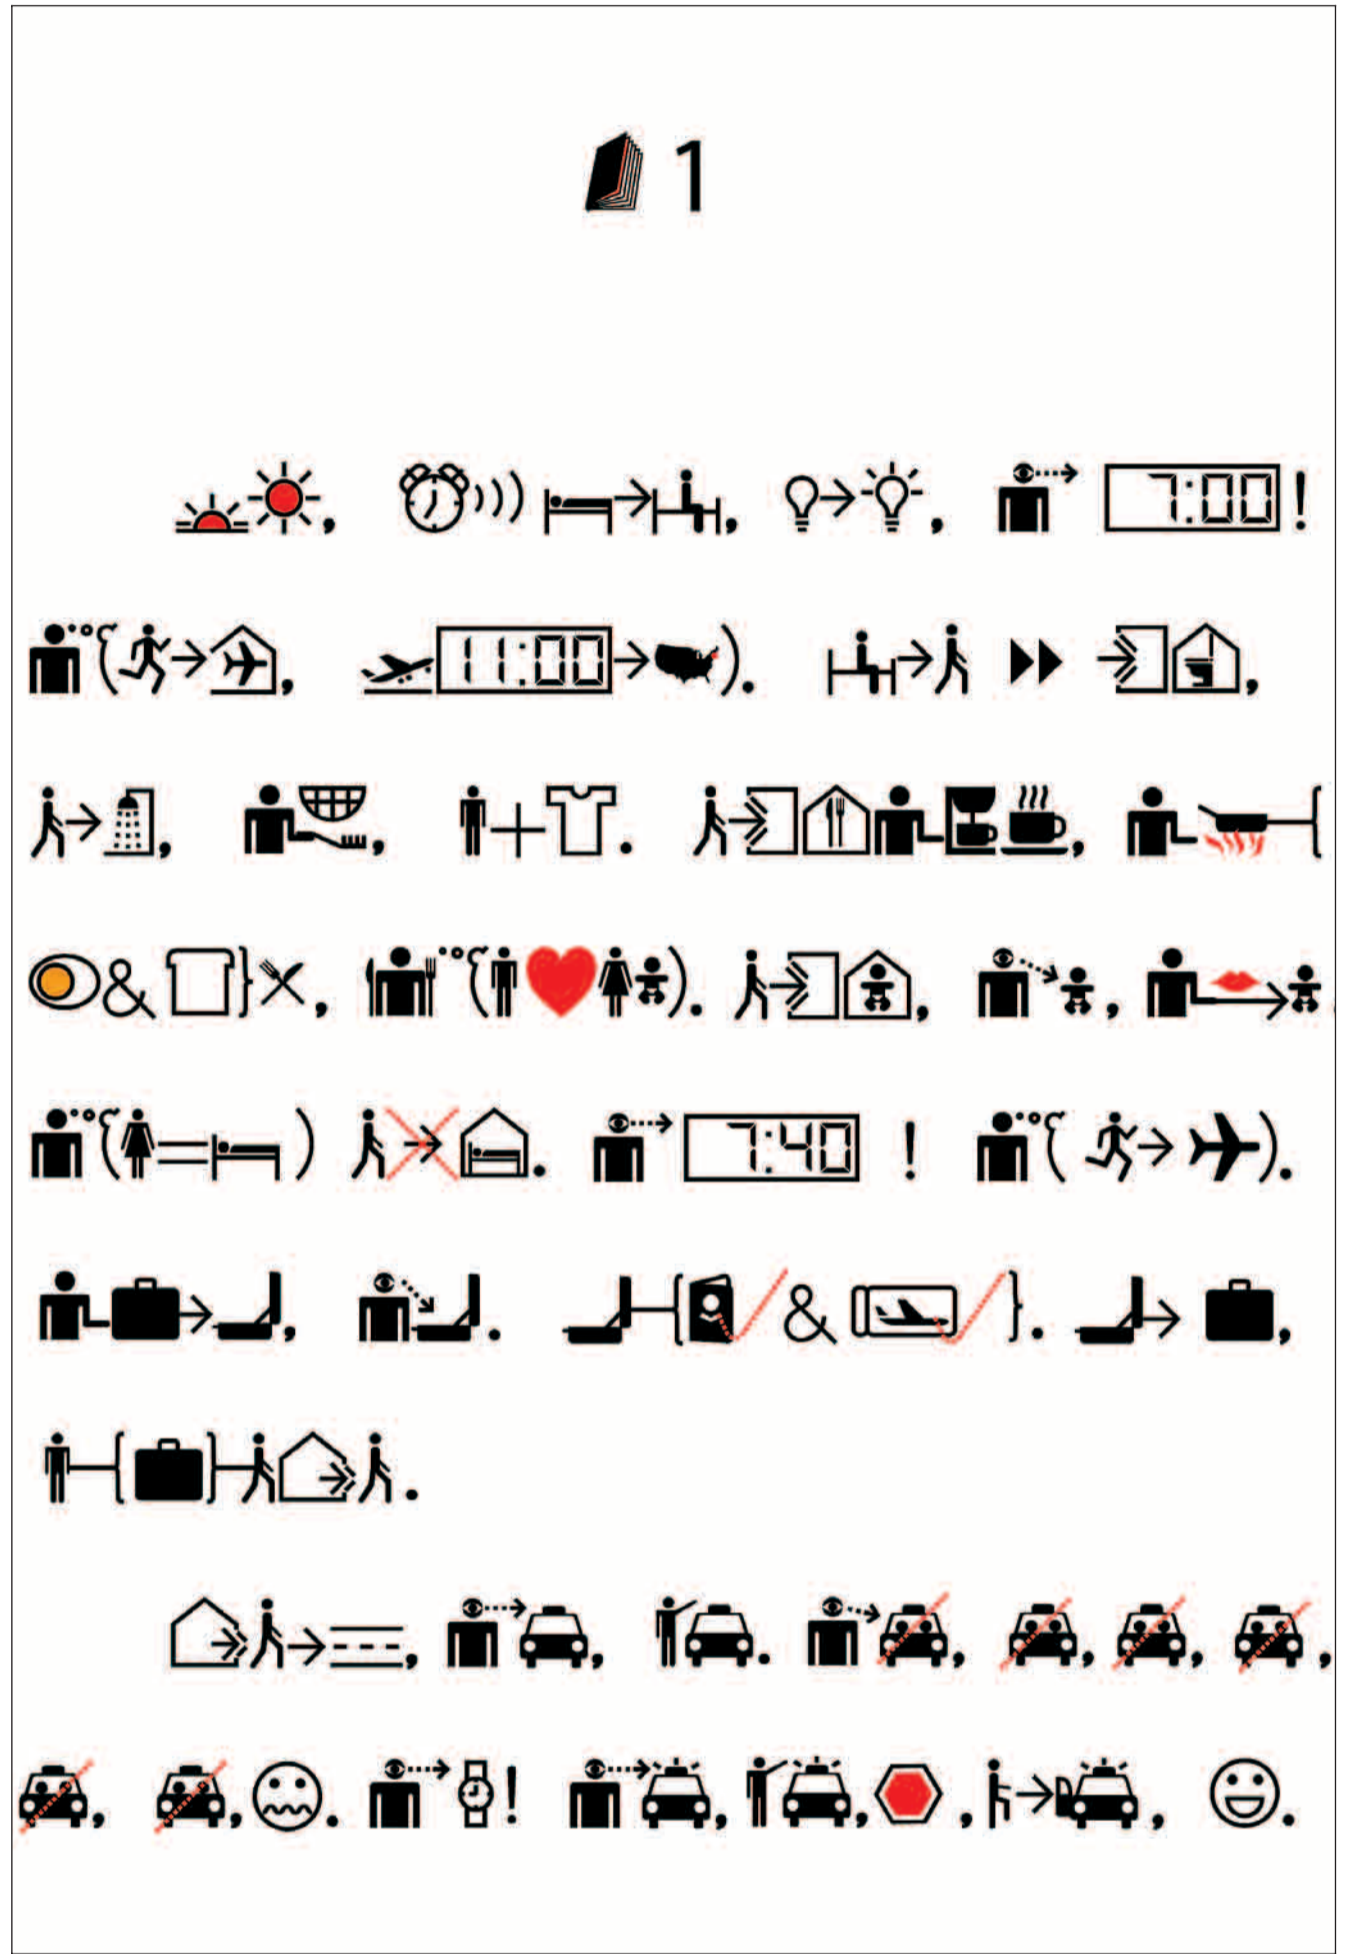 1
, ))) , , 7:00 !
( , 11:00 ) .  ,
, , + . , {
& } , ( ) . , , .
( = ) . 7:40 ! ( ) .
, . { & } . ,
{ } .
, , . , , , ,
, , . ! , , , , .